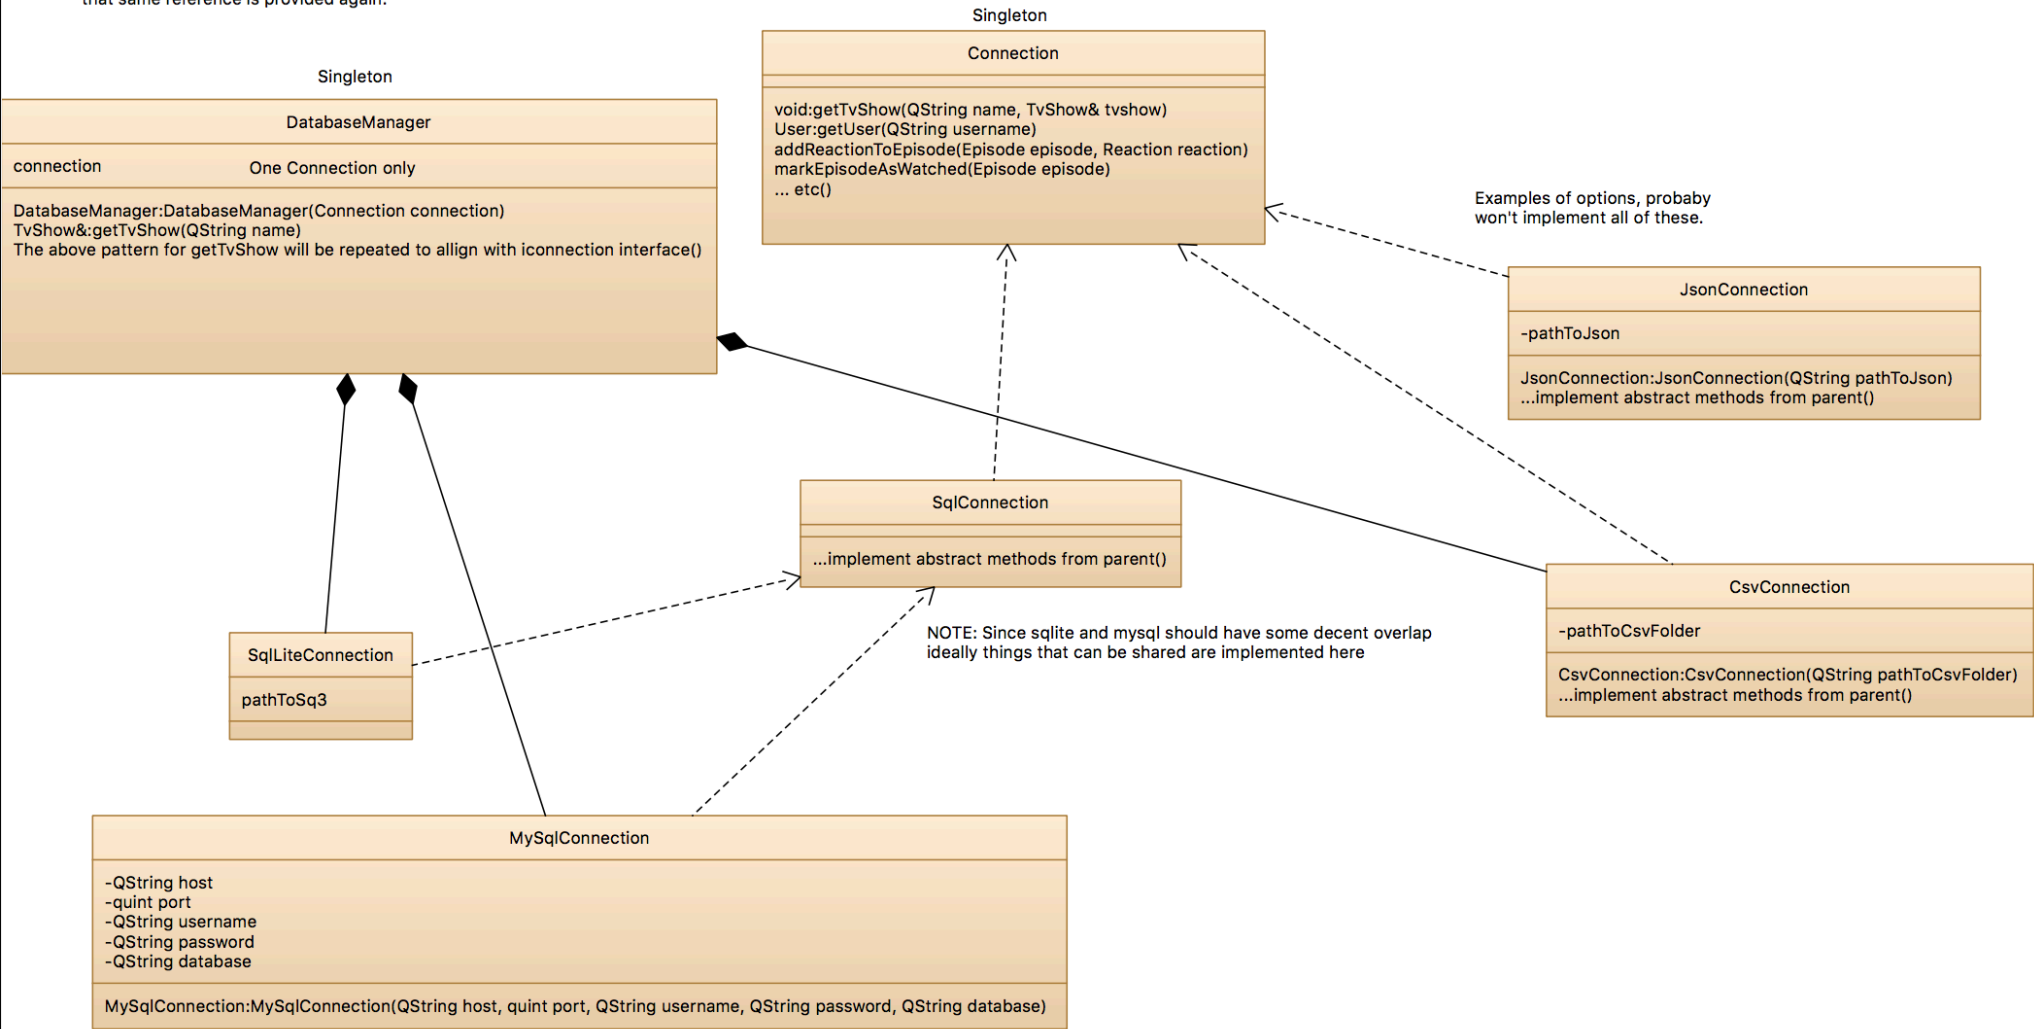 that same reference is provided again.
Singleton
DatabaseManager
connection
One Connection only
DatabaseManager:DatabaseManager(Connection connection)
TvShow&:getTvShow(QString name)
The above pattern for getTvShow will be repeated to allign with iconnection interface()
Singleton
Connection
void:getTvShow(QString name, TvShow& tvshow)
User:getUser(QString username)
addReactionToEpisode(Episode episode, Reaction reaction)
markEpisodeAsWatched(Episode episode)
... etc()
Examples of options, probaby
won't implement all of these.
JsonConnection
-pathToJson
JsonConnection:JsonConnection(QString pathToJson)
...implement abstract methods from parent()
SqlConnection
...implement abstract methods from parent()
NOTE: Since sqlite and mysql should have some decent overlap
ideally things that can be shared are implemented here
CsvConnection
-pathToCsvFolder
CsvConnection:CsvConnection(QString pathToCsvFolder)
...implement abstract methods from parent()
SqlLiteConnection
pathToSq3
MySqlConnection
-QString host
-quint port
-QString username
-QString password
-QString database
MySqlConnection:MySqlConnection(QString host, quint port, QString username, QString password, QString database)